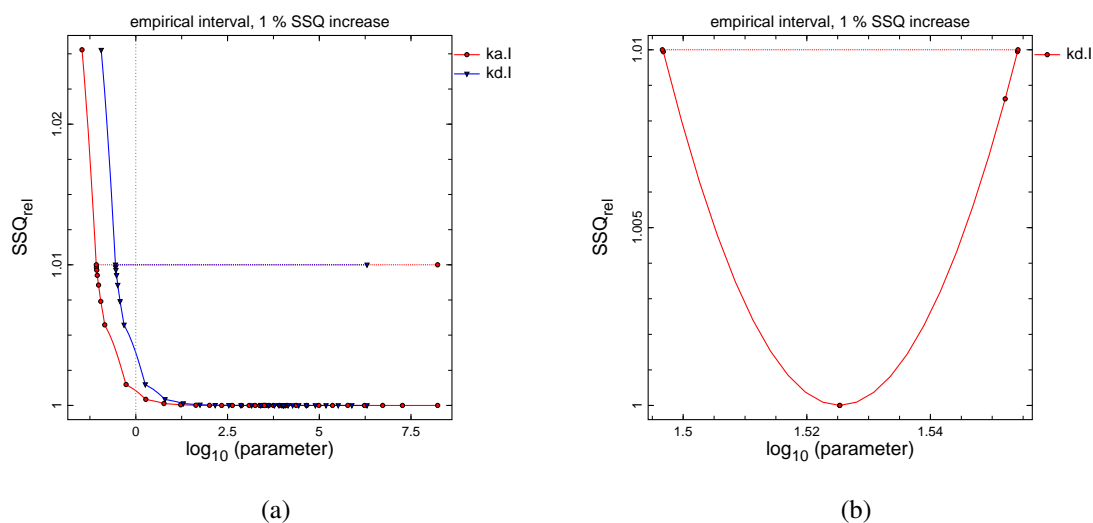 empirical interval, 1 % SSQ increase
ka.I
kd.I
1.02
1.01
1
SSQrel
0
2.5
5
7.5
log10 (parameter)
(a)
empirical interval, 1 % SSQ increase
kd.I
1.01
1.005
1
SSQrel
1.5
1.52
1.54
log10 (parameter)
(b)